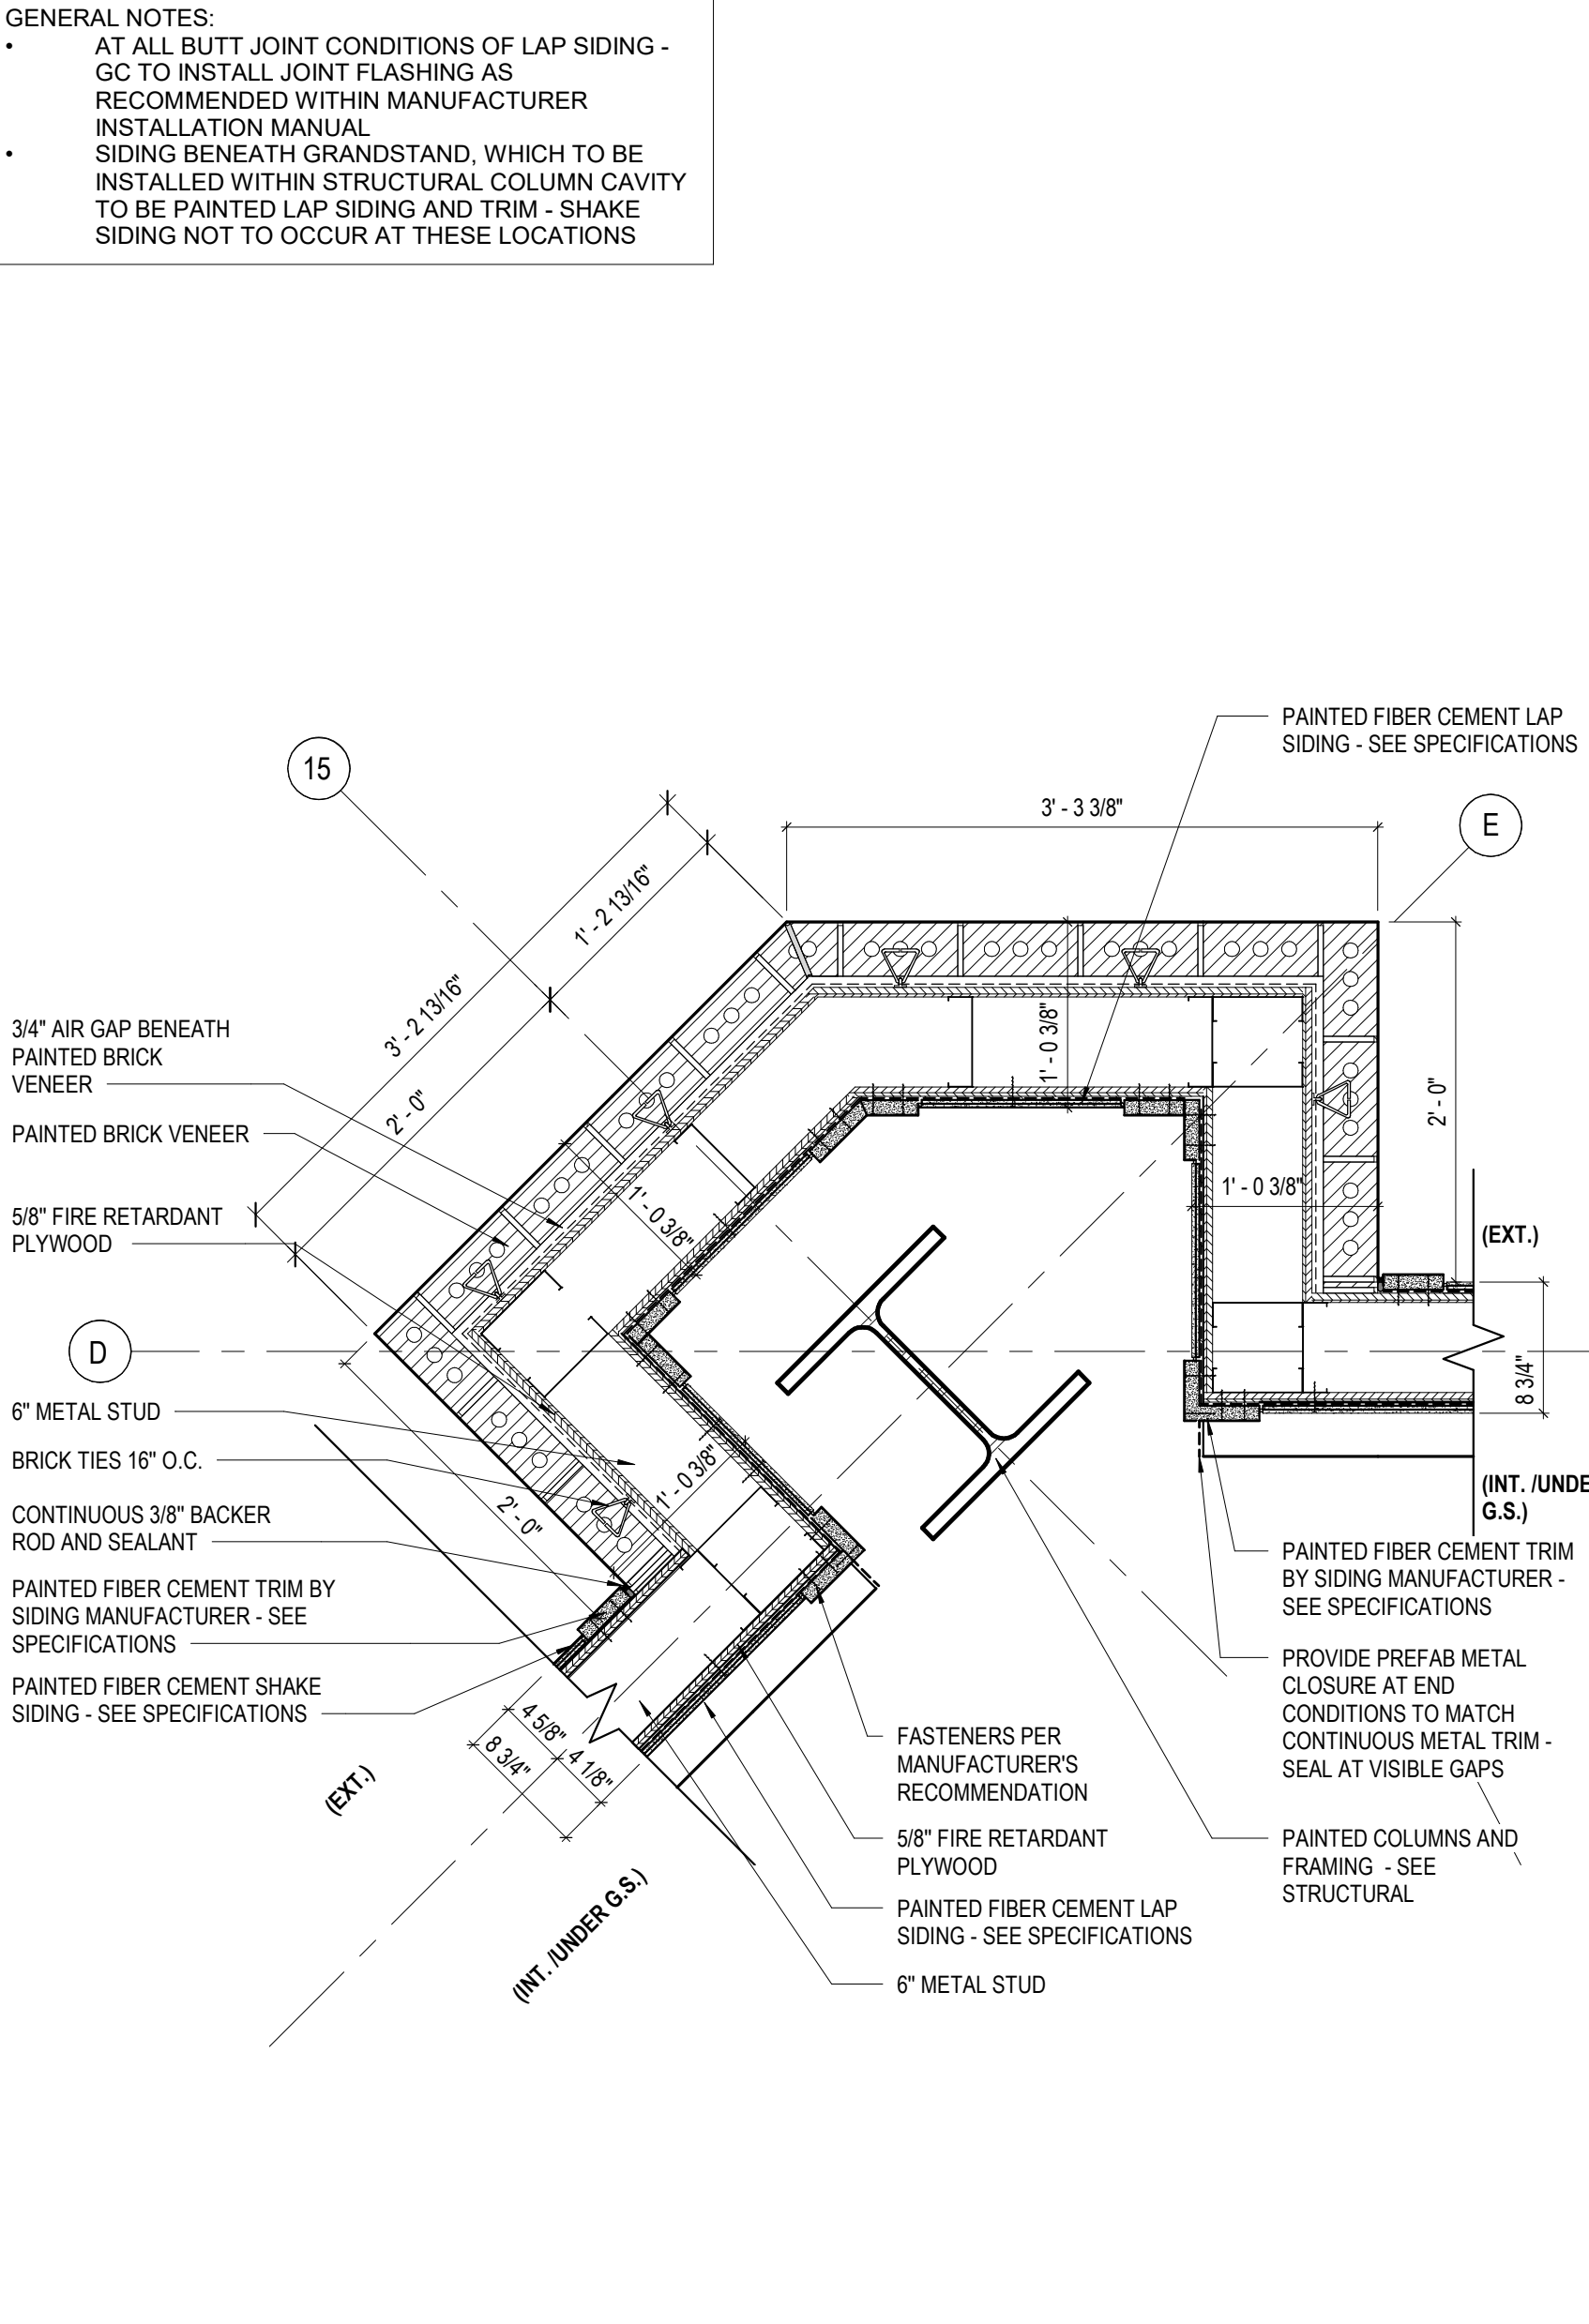 GENERAL NOTES:
• AT ALL BUTT JOINT CONDITIONS OF LAP SIDING -
GC TO INSTALL JOINT FLASHING AS
RECOMMENDED WITHIN MANUFACTURER
INSTALLATION MANUAL
• SIDING BENEATH GRANDSTAND, WHICH TO BE
INSTALLED WITHIN STRUCTURAL COLUMN CAVITY
TO BE PAINTED LAP SIDING AND TRIM - SHAKE
SIDING NOT TO OCCUR AT THESE LOCATIONS
PAINTED FIBER CEMENT LAP
SIDING - SEE SPECIFICATIONS
15
E
D
3' - 3 3/8"
1' - 2 13/16"
3' - 2 13/16"
2' - 0"
1' - 0 3/8"
2' - 0"
1' - 0 3/8"
1' - 0 3/8"
1' - 0 3/8"
2' - 0"
8 3/4"
4 5/8"
4 1/8"
8 3/4"
3/4" AIR GAP BENEATH
PAINTED BRICK
VENEER
PAINTED BRICK VENEER
5/8" FIRE RETARDANT
PLYWOOD
6" METAL STUD
BRICK TIES 16" O.C.
CONTINUOUS 3/8" BACKER
ROD AND SEALANT
PAINTED FIBER CEMENT TRIM BY
SIDING MANUFACTURER - SEE
SPECIFICATIONS
PAINTED FIBER CEMENT SHAKE
SIDING - SEE SPECIFICATIONS
(EXT.)
(INT. /UNDER G.S.)
FASTENERS PER
MANUFACTURER'S
RECOMMENDATION
5/8" FIRE RETARDANT
PLYWOOD
PAINTED FIBER CEMENT LAP
SIDING - SEE SPECIFICATIONS
6" METAL STUD
(EXT.)
(INT. /UNDE
G.S.)
PAINTED FIBER CEMENT TRIM
BY SIDING MANUFACTURER -
SEE SPECIFICATIONS
PROVIDE PREFAB METAL
CLOSURE AT END
CONDITIONS TO MATCH
CONTINUOUS METAL TRIM -
SEAL AT VISIBLE GAPS
PAINTED COLUMNS AND
FRAMING - SEE
STRUCTURAL